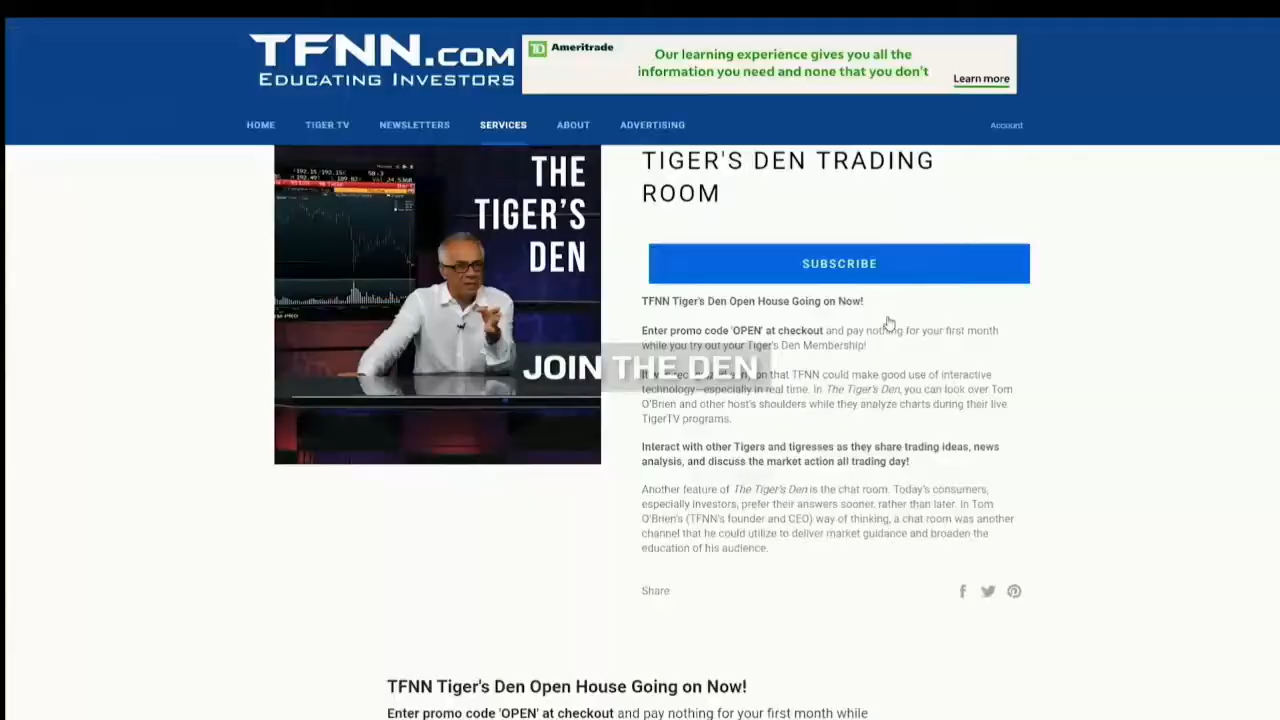 TFNN.COM
EDUCATING INVESTORS
TD Ameritrade
Our learning experience gives you all the
information you need and none that you don't
Learn more
HOME TIGER TV NEWSLETTERS SERVICES ABOUT ADVERTISING Account
THE
TIGER'S
DEN
TIGER'S DEN TRADING
ROOM
SUBSCRIBE
TFNN Tiger's Den Open House Going on Now!
Enter promo code 'OPEN' at checkout and pay nothing for your first month
while you try out your Tiger's Den Membership!
JOIN THE DEN
that TFNN could make good use of interactive
technology—especially in real time. In The Tiger's Den, you can look over Tom
O'Brien and other host's shoulders while they analyze charts during their live
TigerTV programs.
Interact with other Tigers and tigresses as they share trading ideas, news
analysis, and discuss the market action all trading day!
Another feature of The Tiger's Den is the chat room. Today's consumers,
especially investors, prefer their answers sooner, rather than later. In Tom
O'Brien's (TFNN's founder and CEO) way of thinking, a chat room was another
channel that he could utilize to deliver market guidance and broaden the
education of his audience.
Share
TFNN Tiger's Den Open House Going on Now!
Enter promo code 'OPEN' at checkout and pay nothing for your first month while